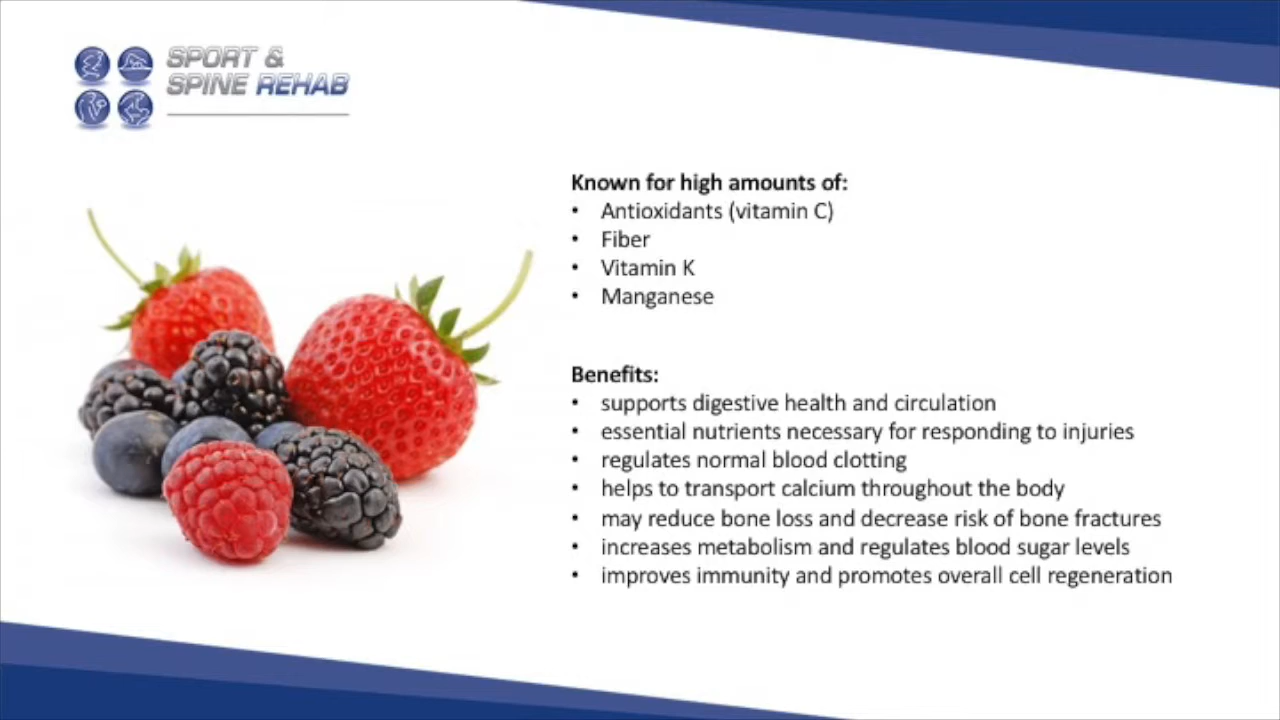 SPORT &
SPINE REHAB
Known for high amounts of:
• Antioxidants (vitamin C)
• Fiber
• Vitamin K
• Manganese
Benefits:
• supports digestive health and circulation
• essential nutrients necessary for responding to injuries
• regulates normal blood clotting
• helps to transport calcium throughout the body
• may reduce bone loss and decrease risk of bone fractures
• increases metabolism and regulates blood sugar levels
• improves immunity and promotes overall cell regeneration